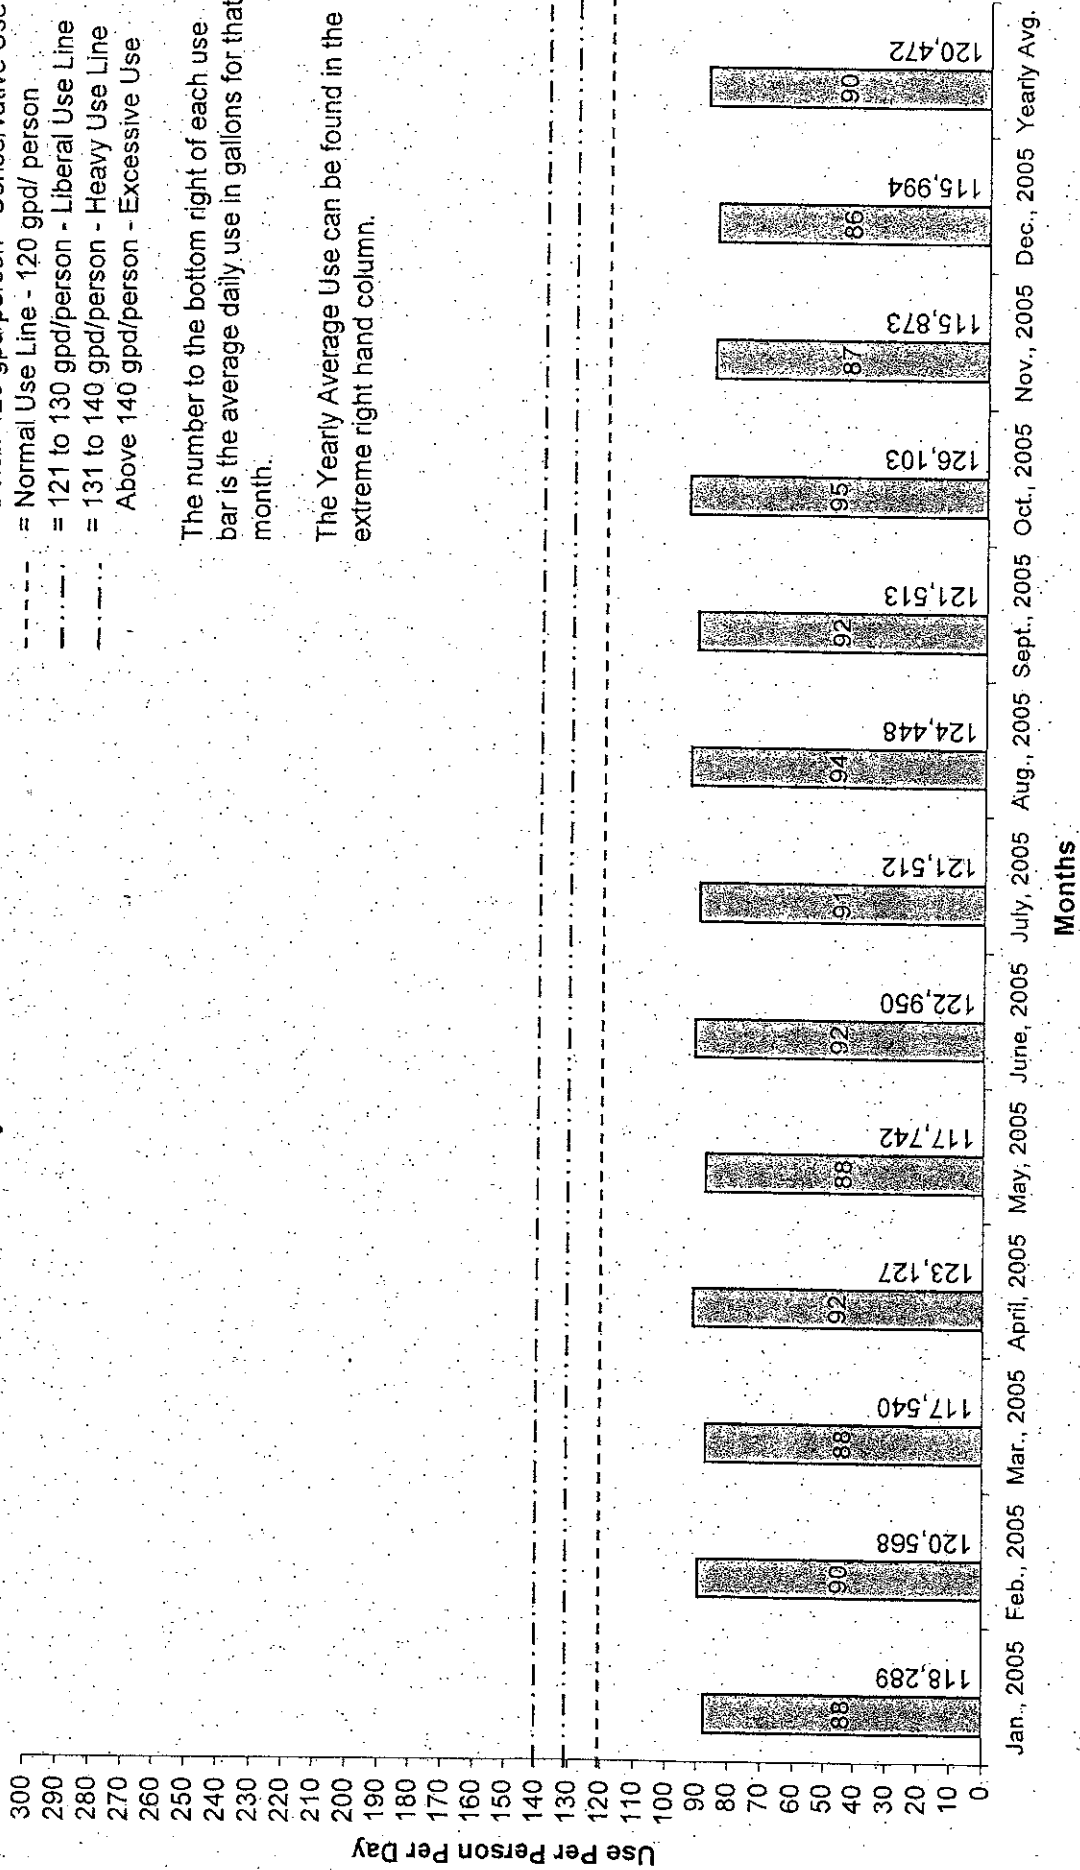 = Normal Use Line - 120 gpd/ person
= 121 to 130 gpd/person - Liberal Use Line
= 131 to 140 gpd/person - Heavy Use Line
Above 140 gpd/person - Excessive Use
The number to the bottom right of each use
bar is the average daily use in gallons for that
month.
The Yearly Average Use can be found in the
extreme right hand column.
Use Per Person Per Day
300
290
280
270
260
250
240
230
220
210
200
190
180
170
160
150
140
130
120
110
100
90
80
70
60
50
40
30
20
10
0
88 90 88 92 88 92 91 94 92 95 87 86 90
118,289 120,568 117,540 123,127 117,742 122,950 121,512 124,448 121,513 126,103 115,873 115,994 120,472
Jan., 2005 Feb., 2005 Mar., 2005 April, 2005 May, 2005 June, 2005 July, 2005 Aug., 2005 Sept., 2005 Oct., 2005 Nov., 2005 Dec., 2005 Yearly Avg.
Months